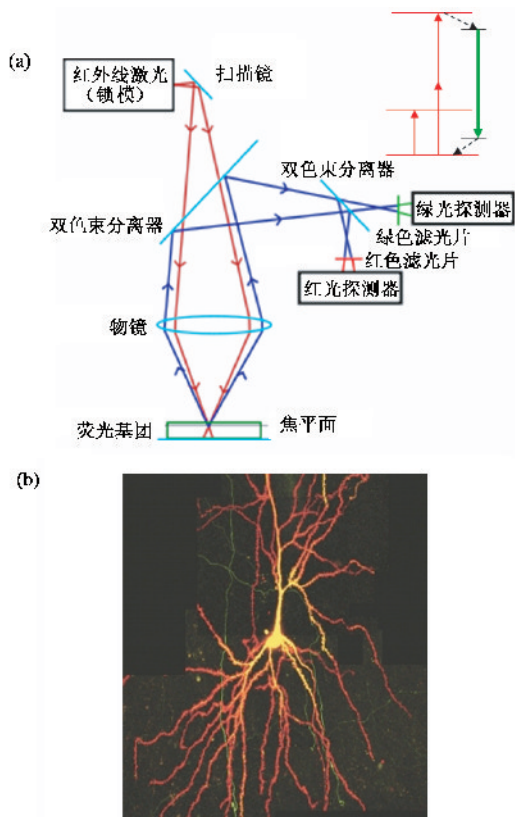 (a)
红外线激光
(锁模)
扫描镜
双色束分离器
双色束分离器
绿光探测器
绿色滤光片
红色滤光片
红光探测器
物镜
荧光基团
焦平面
(b)